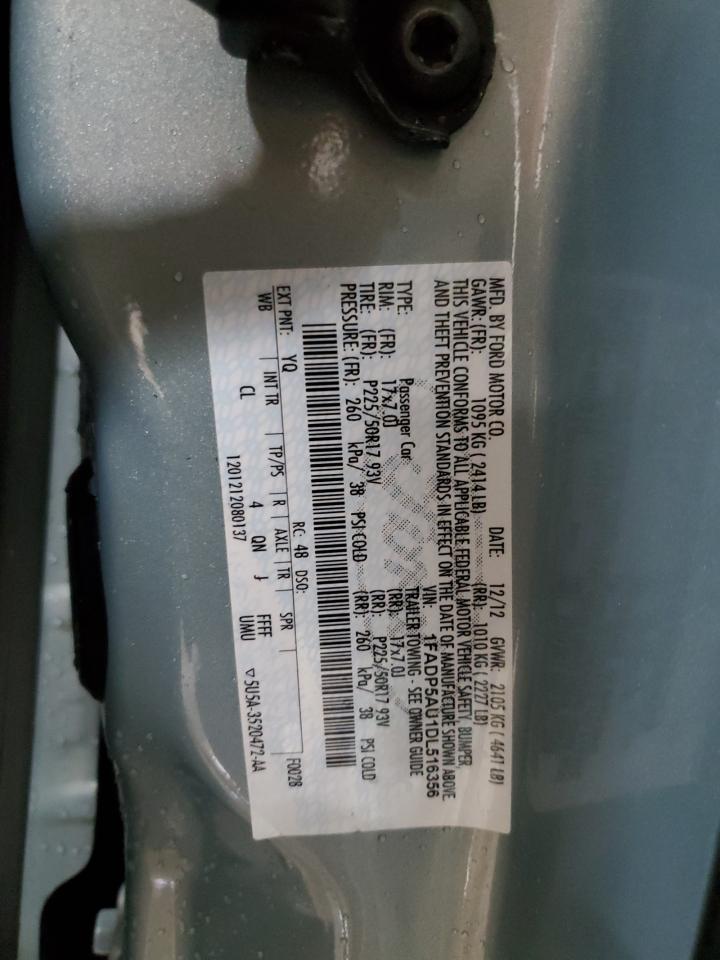 MFD. BY FORD MOTOR CO. DATE: 12/12 GVWR: 2105 KG ( 4641 LB)
GAWR: (FR): 1095 KG ( 2414 LB) (RR): 1010 KG ( 2227 LB)
THIS VEHICLE CONFORMS TO ALL APPLICABLE FEDERAL MOTOR VEHICLE SAFETY, BUMPER,
AND THEFT PREVENTION STANDARDS IN EFFECT ON THE DATE OF MANUFACTURE SHOWN ABOVE.
VIN: 1FADP5AU1DL516356
TYPE: Passenger Car TRAILER TOWING - SEE OWNER GUIDE
RIM: (FR): 17x7.0J (RR): 17x7.0J
TIRE: (FR): P225/50R17 93V (RR): P225/50R17 93V
PRESSURE: (FR): 260 kPa/ 38 PSI COLD (RR): 260 kPa/ 38 PSI COLD
F0028
EXT PNT: YQ RC: 48 DSO:
WB INT TR TP/PS R AXLE TR SPR
CL 4 QN J FFFF
1201212080137 UMU ▽5U5A-3520472-AA